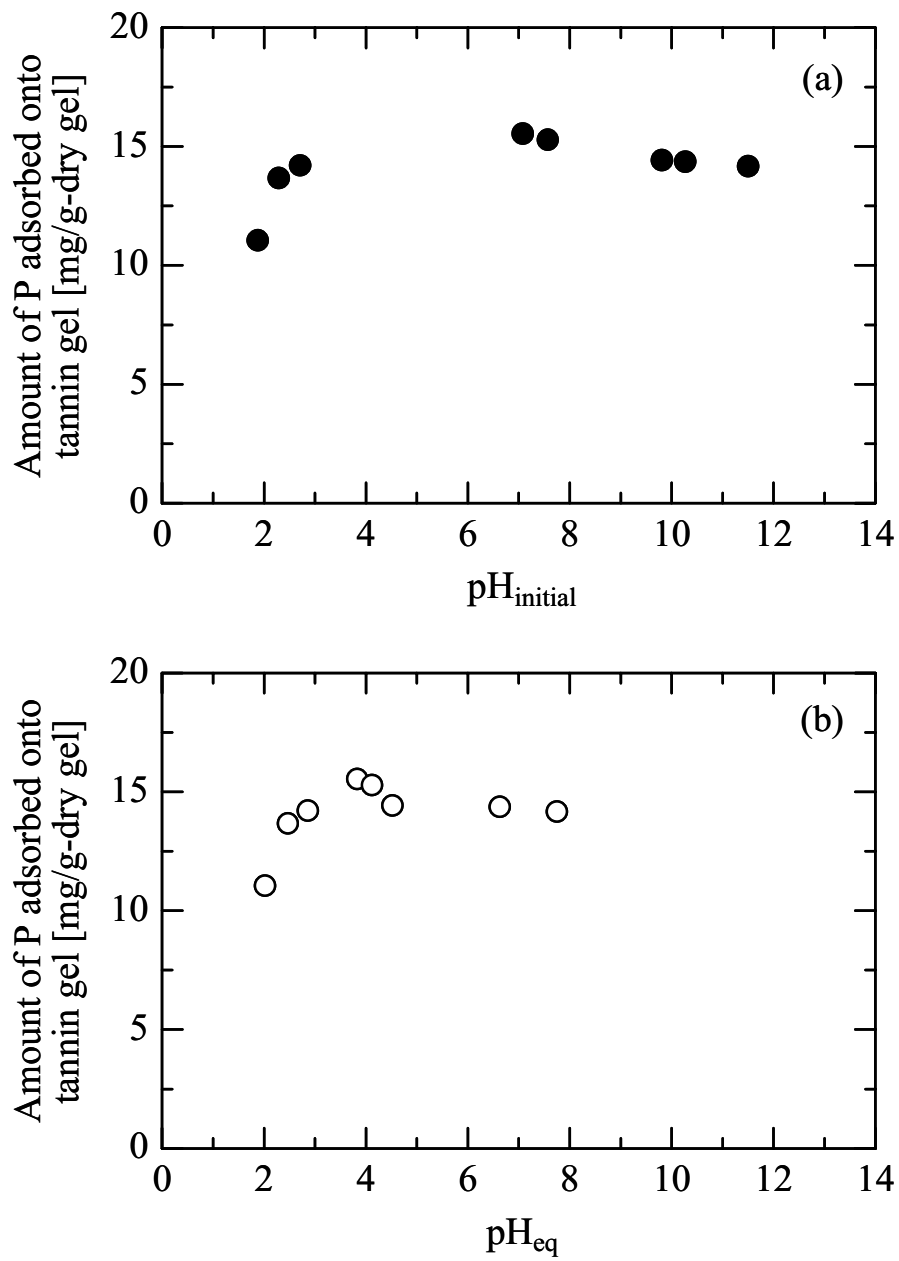 Amount of P adsorbed onto
tannin gel [mg/g-dry gel]
20
15
10
5
0
(a)
0 2 4 6 8 10 12 14
pHinitial
Amount of P adsorbed onto
tannin gel [mg/g-dry gel]
20
15
10
5
0
(b)
0 2 4 6 8 10 12 14
pHeq